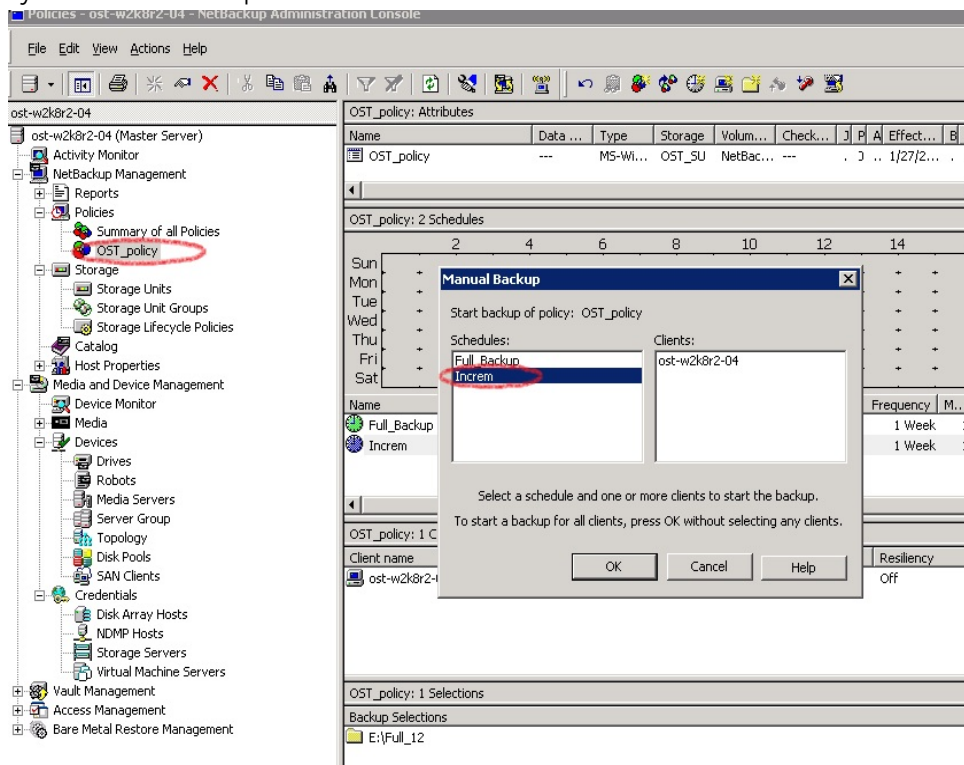 Policies - ost-w2k8r2-04 - NetBackup Administration Console
File Edit View Actions Help
ost-w2k8r2-04
ost-w2k8r2-04 (Master Server)
Activity Monitor
NetBackup Management
Reports
Policies
Summary of all Policies
OST_policy
Storage
Storage Units
Storage Unit Groups
Storage Lifecycle Policies
Catalog
Host Properties
Media and Device Management
Device Monitor
Media
Devices
Drives
Robots
Media Servers
Server Group
Topology
Disk Pools
SAN Clients
Credentials
Disk Array Hosts
NDMP Hosts
Storage Servers
Virtual Machine Servers
Vault Management
Access Management
Bare Metal Restore Management
OST_policy: Attributes
Name Data ... Type Storage Volum... Check... J P A Effect... B
OST_policy --- MS-Wi... OST_SU NetBac... --- . .. 1/27/2... .
OST_policy: 2 Schedules
2 4 6 8 10 12 14
Sun
Mon
Tue
Wed
Thu
Fri
Sat
Name Frequency M...
Full_Backup 1 Week
Increm 1 Week
Manual Backup
Start backup of policy: OST_policy
Schedules: Clients:
Full_Backup ost-w2k8r2-04
Increm
Select a schedule and one or more clients to start the backup.
To start a backup for all clients, press OK without selecting any clients.
OK Cancel Help
OST_policy: 1 C
Client name Resiliency
ost-w2k8r2- Off
OST_policy: 1 Selections
Backup Selections
E:\Full_12